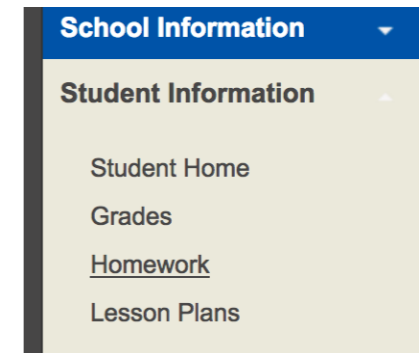 School Information
Student Information
Student Home
Grades
Homework
Lesson Plans